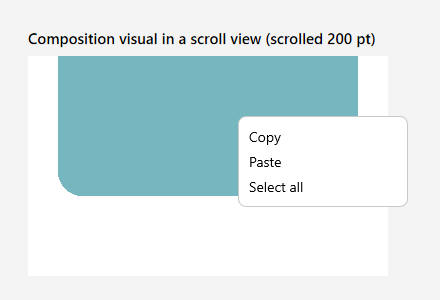 Composition visual in a scroll view (scrolled 200 pt)
Copy
Paste
Select all